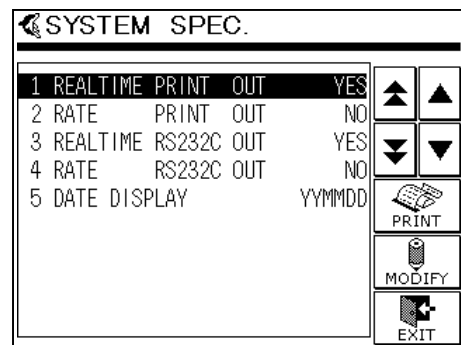 SYSTEM SPEC.
1 REALTIME PRINT OUT YES
2 RATE PRINT OUT NO
3 REALTIME RS232C OUT YES
4 RATE RS232C OUT NO
5 DATE DISPLAY YYMMDD
PRINT
MODIFY
EXIT